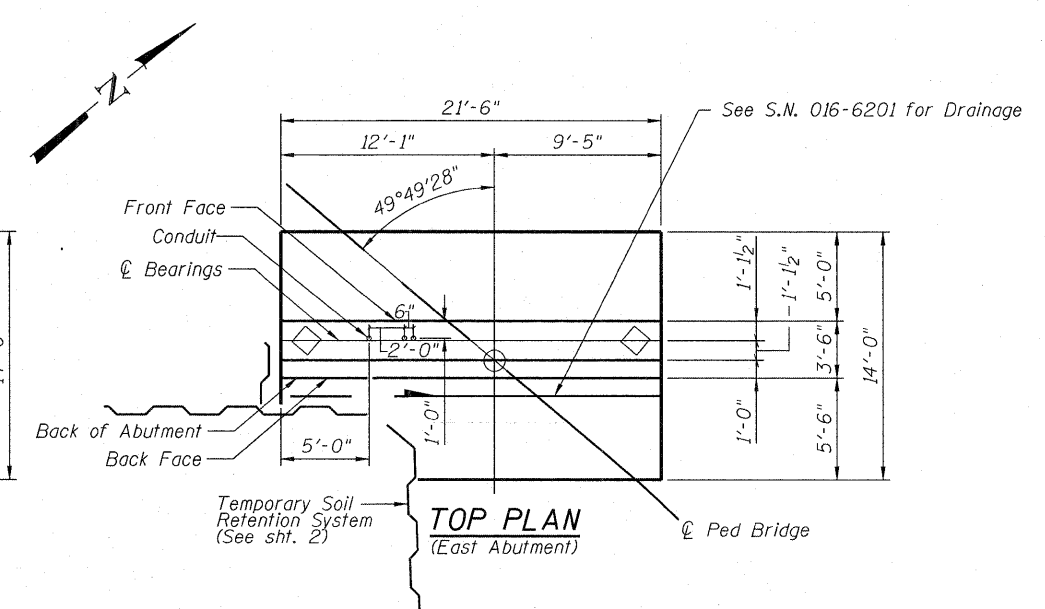 N
21'-6"
See S.N. 016-6201 for Drainage
12'-1"
9'-5"
49°49'28"
Front Face
Conduit
℄ Bearings
6"
2'-0"
1'-0"
1'-1½"
1'-1½"
1'-0"
5'-0"
3'-6"
5'-6"
14'-0"
Back of Abutment
Back Face
5'-0"
Temporary Soil
Retention System
(See sht. 2)
TOP PLAN
(East Abutment)
℄ Ped Bridge